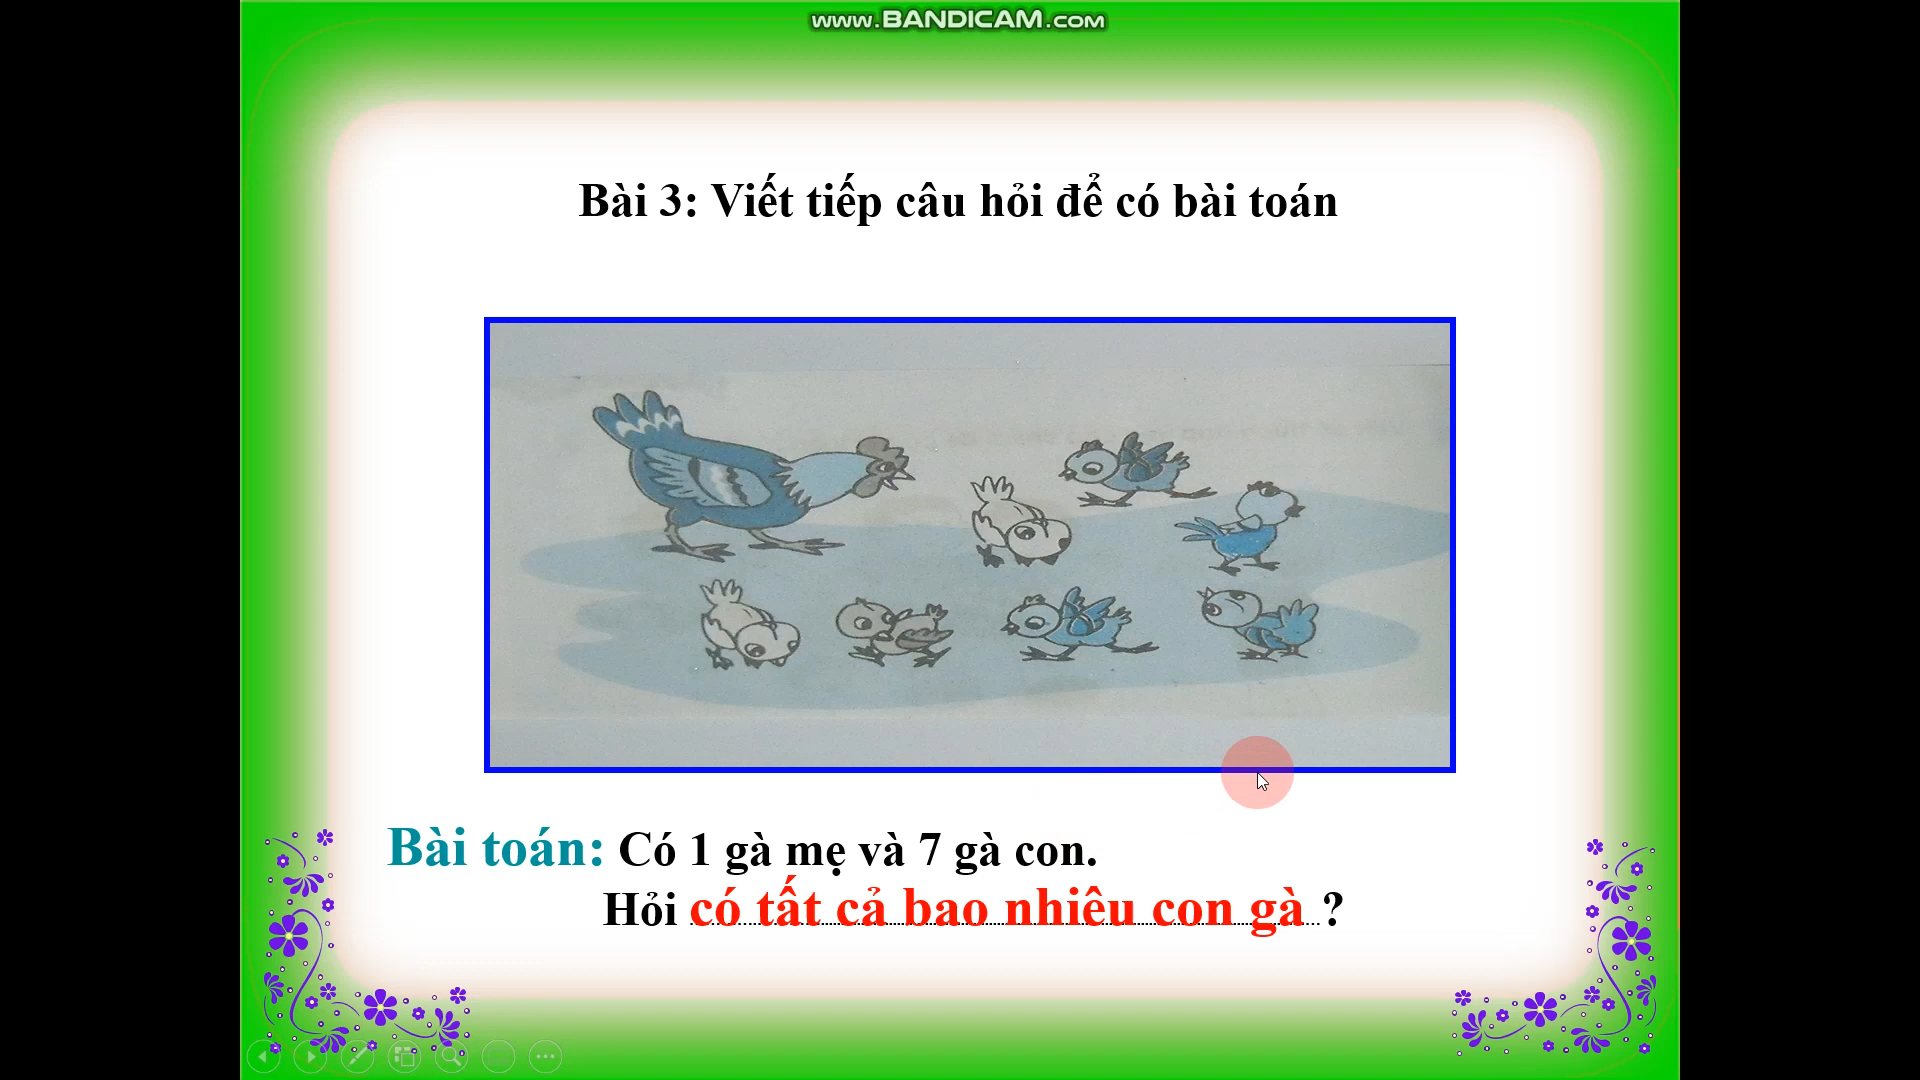 www.BANDICAM.com
Bài 3: Viết tiếp câu hỏi để có bài toán
Bài toán: Có 1 gà mẹ và 7 gà con.
Hỏi có tất cả bao nhiêu con gà ?